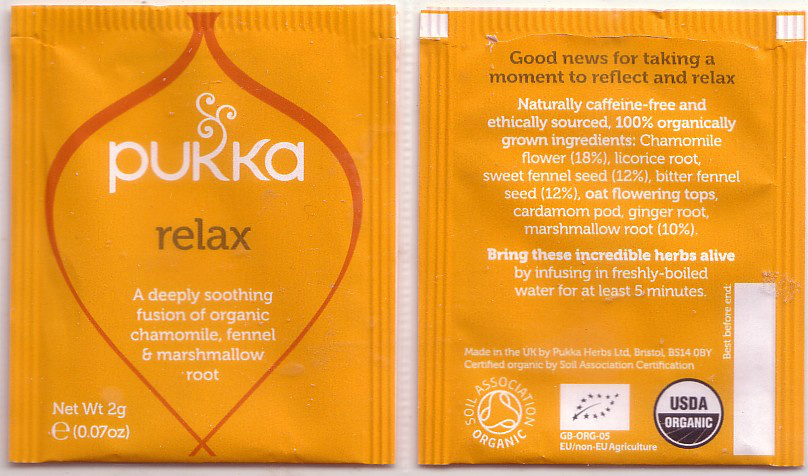 pukka
relax
A deeply soothing
fusion of organic
chamomile, fennel
& marshmallow
root
Net Wt 2g
℮ (0.07oz)
Good news for taking a
moment to reflect and relax
Naturally caffeine-free and
ethically sourced, 100% organically
grown ingredients: Chamomile
flower (18%), licorice root,
sweet fennel seed (12%), bitter fennel
seed (12%), oat flowering tops,
cardamom pod, ginger root,
marshmallow root (10%).
Bring these incredible herbs alive
by infusing in freshly-boiled
water for at least 5 minutes.
Best before end:
Made in the UK by Pukka Herbs Ltd, Bristol, BS14 0BY
Certified organic by Soil Association Certification
SOIL ASSOCIATION
ORGANIC
GB-ORG-05
EU/non-EU Agriculture
USDA
ORGANIC